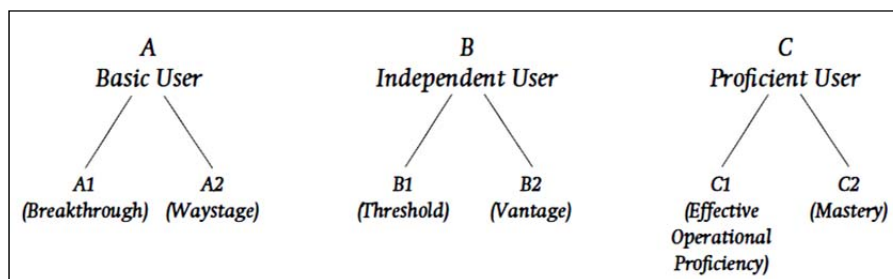 A
Basic User
B
Independent User
C
Proficient User
A1
(Breakthrough)
A2
(Waystage)
B1
(Threshold)
B2
(Vantage)
C1
(Effective
Operational
Proficiency)
C2
(Mastery)